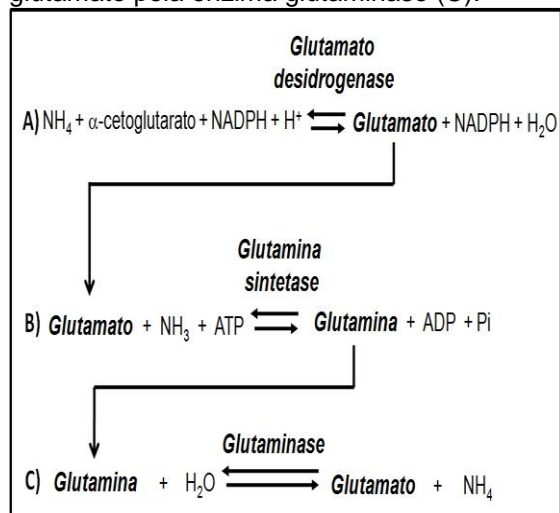 glutamato pela enzima glutaminase (C).
Glutamato
desidrogenase
A) NH4 + α-cetoglutarato + NADPH + H+ Glutamato + NADPH + H2O
Glutamina
sintetase
B) Glutamato + NH3 + ATP Glutamina + ADP + Pi
Glutaminase
C) Glutamina + H2O Glutamato + NH4